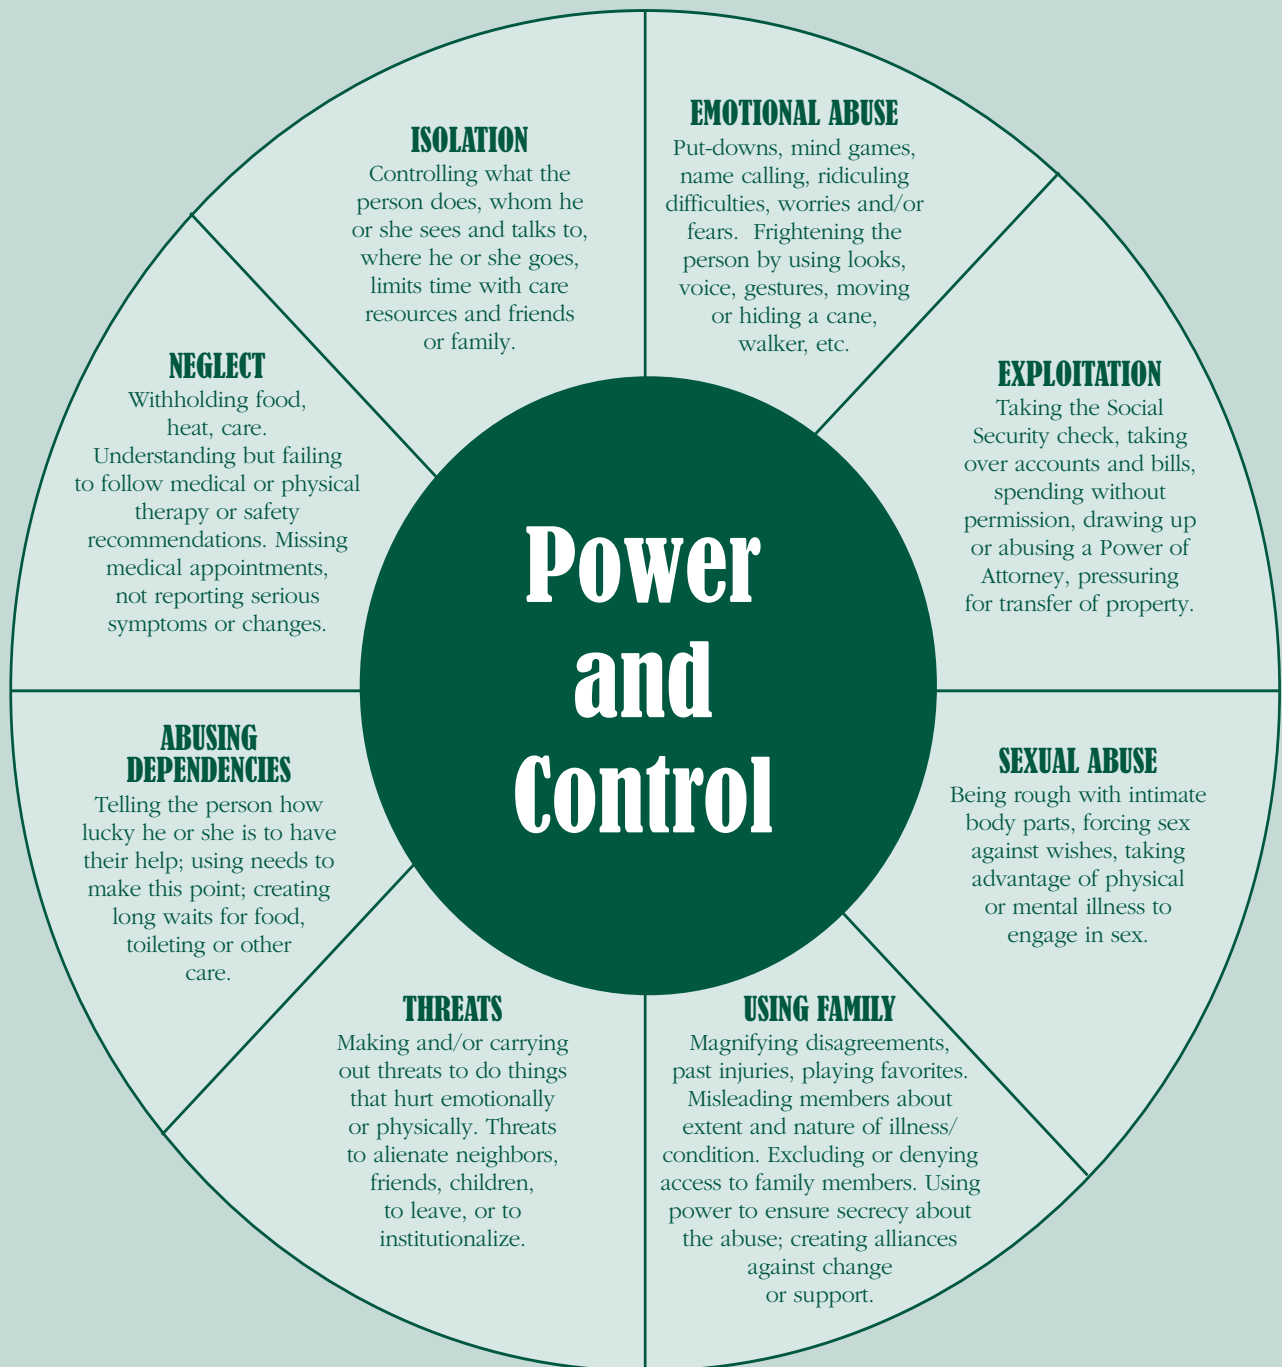 EMOTIONAL ABUSE
Put-downs, mind games,
name calling, ridiculing
difficulties, worries and/or
fears.  Frightening the
person by using looks,
voice, gestures, moving
or hiding a cane,
walker, etc.
EXPLOITATION
Taking the Social
Security check, taking
over accounts and bills,
spending without
permission, drawing up
or abusing a Power of
Attorney, pressuring
for transfer of property.
SEXUAL ABUSE
Being rough with intimate
body parts, forcing sex
against wishes, taking
advantage of physical
or mental illness to
engage in sex.
USING FAMILY
Magnifying disagreements,
past injuries, playing favorites.
Misleading members about
extent and nature of illness/
condition. Excluding or denying
access to family members. Using
power to ensure secrecy about
the abuse; creating alliances
against change
or support.
THREATS
Making and/or carrying
out threats to do things
that hurt emotionally
or physically. Threats
to alienate neighbors,
friends, children,
to leave, or to
institutionalize.
ABUSING
DEPENDENCIES
Telling the person how
lucky he or she is to have
their help; using needs to
make this point; creating
long waits for food,
toileting or other
care.
NEGLECT
Withholding food,
heat, care.
Understanding but failing
to follow medical or physical
therapy or safety
recommendations. Missing
medical appointments,
not reporting serious
symptoms or changes.
ISOLATION
Controlling what the
person does, whom he
or she sees and talks to,
where he or she goes,
limits time with care
resources and friends
or family.
Power
and
Control